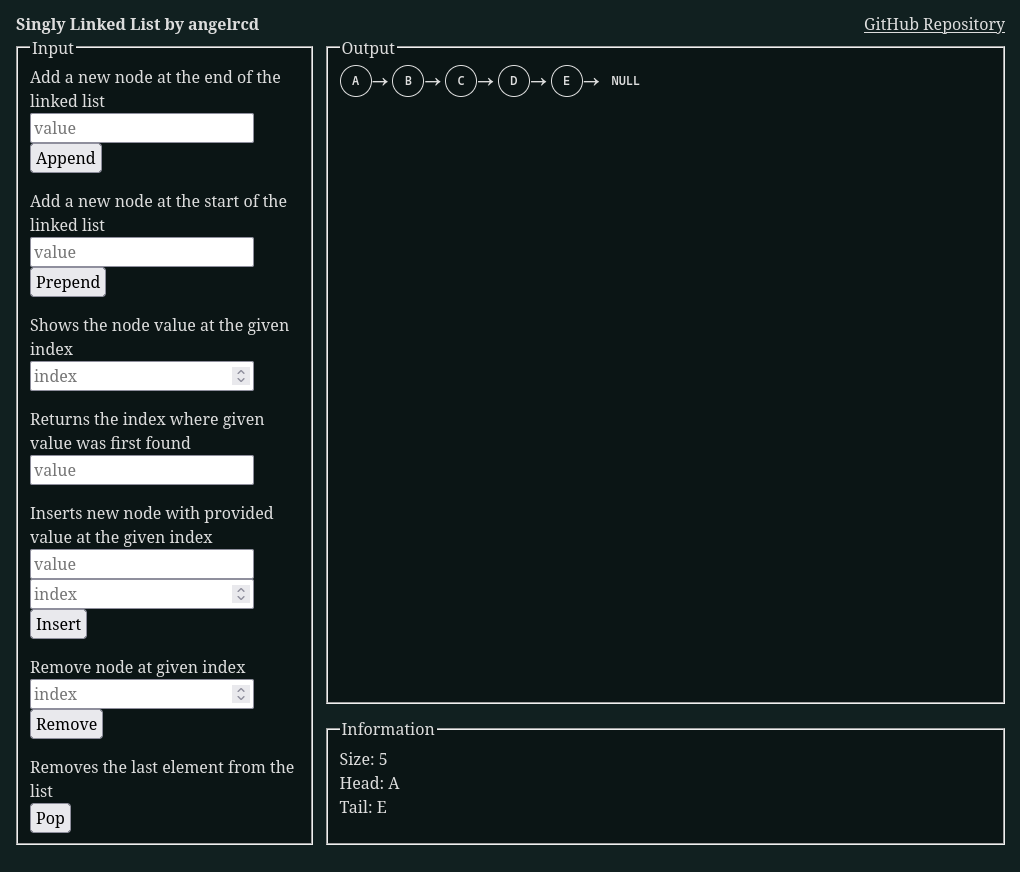 Singly Linked List by angelrcd
GitHub Repository
Input
Add a new node at the end of the
linked list
value
Append
Add a new node at the start of the
linked list
value
Prepend
Shows the node value at the given
index
index
Returns the index where given
value was first found
value
Inserts new node with provided
value at the given index
value
index
Insert
Remove node at given index
index
Remove
Removes the last element from the
list
Pop
Output
A → B → C → D → E → NULL
Information
Size: 5
Head: A
Tail: E